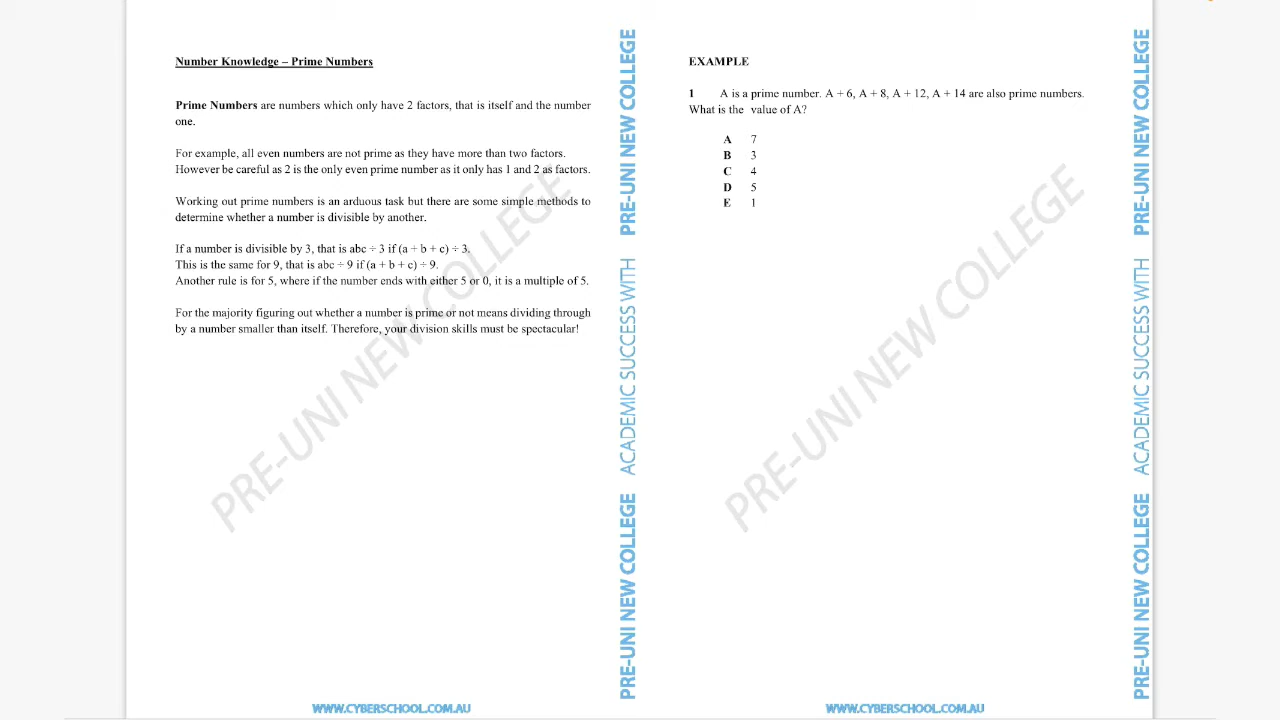 Number Knowledge – Prime Numbers
Prime Numbers are numbers which only have 2 factors, that is itself and the number
one.
For example, all even numbers are not prime as they have more than two factors.
However be careful as 2 is the only even prime number as it only has 1 and 2 as factors.
Working out prime numbers is an arduous task but there are some simple methods to
determine whether a number is divisible by another.
If a number is divisible by 3, that is abc ÷ 3 if (a + b + c) ÷ 3.
This is the same for 9, that is abc ÷ 9 if (a + b + c) ÷ 9.
Another rule is for 5, where if the number ends with either 5 or 0, it is a multiple of 5.
For the majority figuring out whether a number is prime or not means dividing through
by a number smaller than itself. Therefore, your division skills must be spectacular!
PRE-UNI NEW COLLEGE
PRE-UNI NEW COLLEGE ACADEMIC SUCCESS WITH PRE-UNI NEW COLLEGE
WWW.CYBERSCHOOL.COM.AU
EXAMPLE
1 A is a prime number. A + 6, A + 8, A + 12, A + 14 are also prime numbers.
What is the value of A?
A 7
B 3
C 4
D 5
E 1
PRE-UNI NEW COLLEGE
PRE-UNI NEW COLLEGE ACADEMIC SUCCESS WITH PRE-UNI NEW COLLEGE
WWW.CYBERSCHOOL.COM.AU